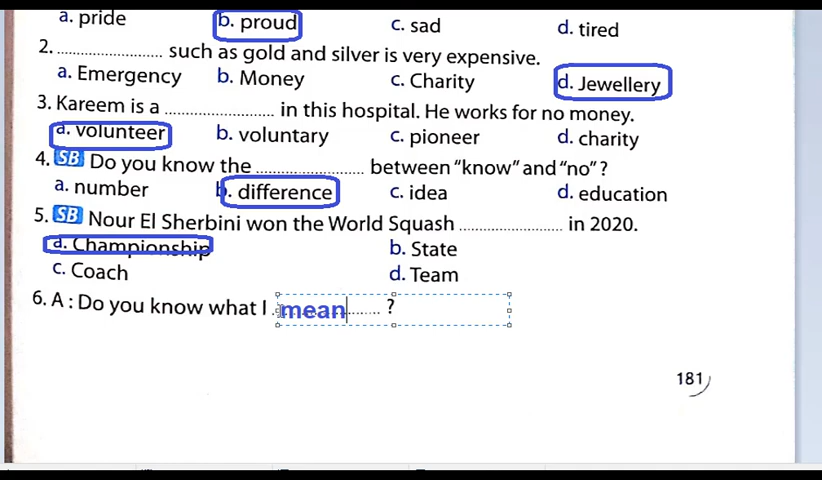 a. pride b. proud c. sad d. tired
2. ........................ such as gold and silver is very expensive.
a. Emergency b. Money c. Charity d. Jewellery
3. Kareem is a ........................ in this hospital. He works for no money.
a. volunteer b. voluntary c. pioneer d. charity
4. SB Do you know the ........................ between "know" and "no"?
a. number b. difference c. idea d. education
5. SB Nour El Sherbini won the World Squash ........................ in 2020.
a. Championship b. State
c. Coach d. Team
6. A : Do you know what I .mean........ ?
181